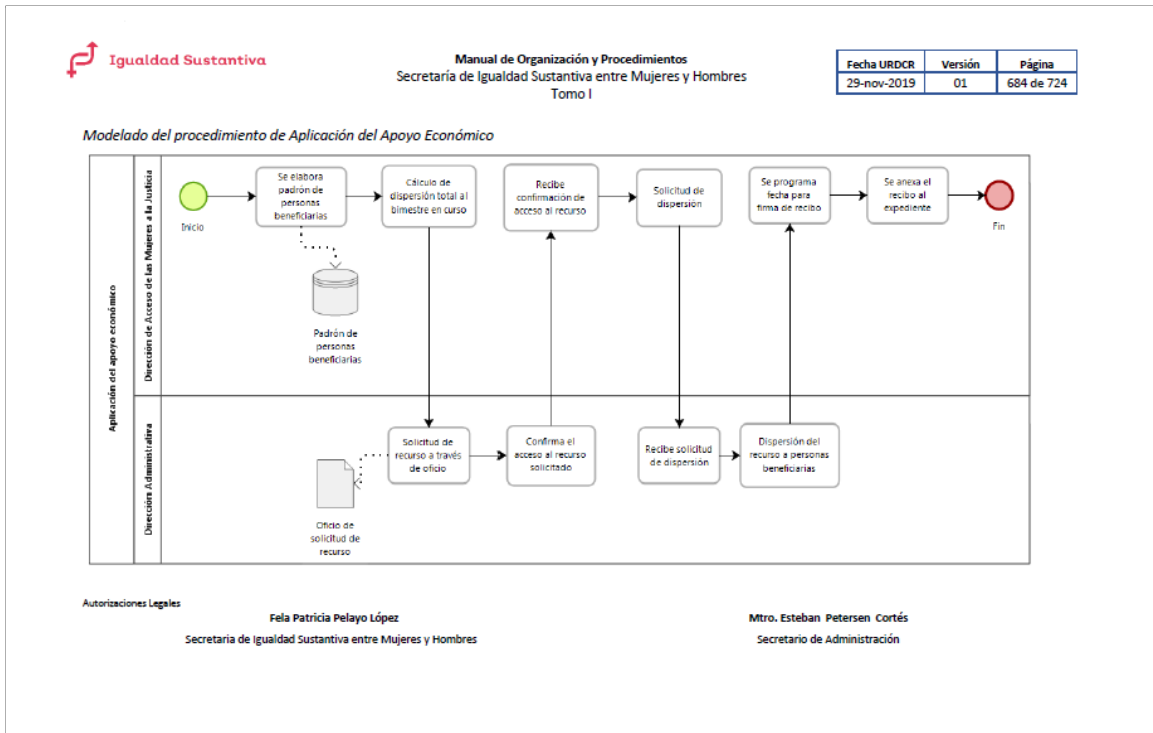 Igualdad Sustantiva
Manual de Organización y Procedimientos
Secretaría de Igualdad Sustantiva entre Mujeres y Hombres
Tomo I
Fecha URDCR Versión Página
29-nov-2019 01 684 de 724
Modelado del procedimiento de Aplicación del Apoyo Económico
Aplicación del apoyo económico
Dirección de Acceso de las Mujeres a la Justicia
Inicio
Se elabora
padrón de
personas
beneficiarias
Cálculo de
dispersión total al
bimestre en curso
Recibe
confirmación de
acceso al recurso
Solicitud de
dispersión
Se programa
fecha para
firma de recibo
Se anexa el
recibo al
expediente
Fin
Padrón de
personas
beneficiarias
Dirección Administrativa
Solicitud de
recurso a través
de oficio
Confirma el
acceso al recurso
solicitado
Recibe solicitud
de dispersión
Dispersión del
recurso a personas
beneficiarias
Oficio de
solicitud de
recurso
Autorizaciones Legales
Fela Patricia Pelayo López
Secretaria de Igualdad Sustantiva entre Mujeres y Hombres
Mtro. Esteban Petersen Cortés
Secretario de Administración